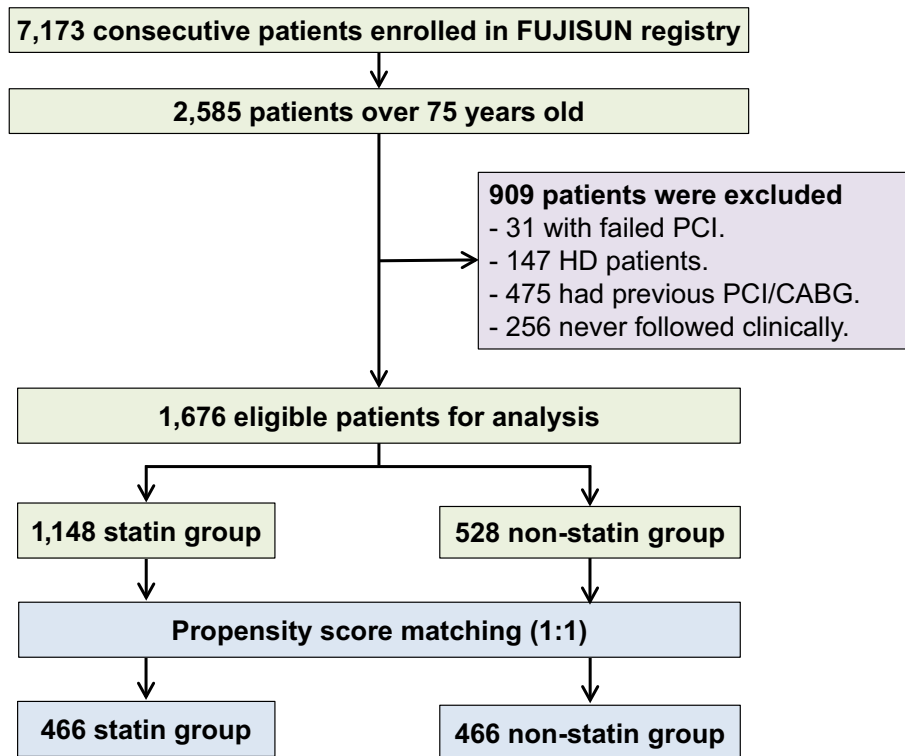 7,173 consecutive patients enrolled in FUJISUN registry
2,585 patients over 75 years old
909 patients were excluded
- 31 with failed PCI.
- 147 HD patients.
- 475 had previous PCI/CABG.
- 256 never followed clinically.
1,676 eligible patients for analysis
1,148 statin group
528 non-statin group
Propensity score matching (1:1)
466 statin group
466 non-statin group